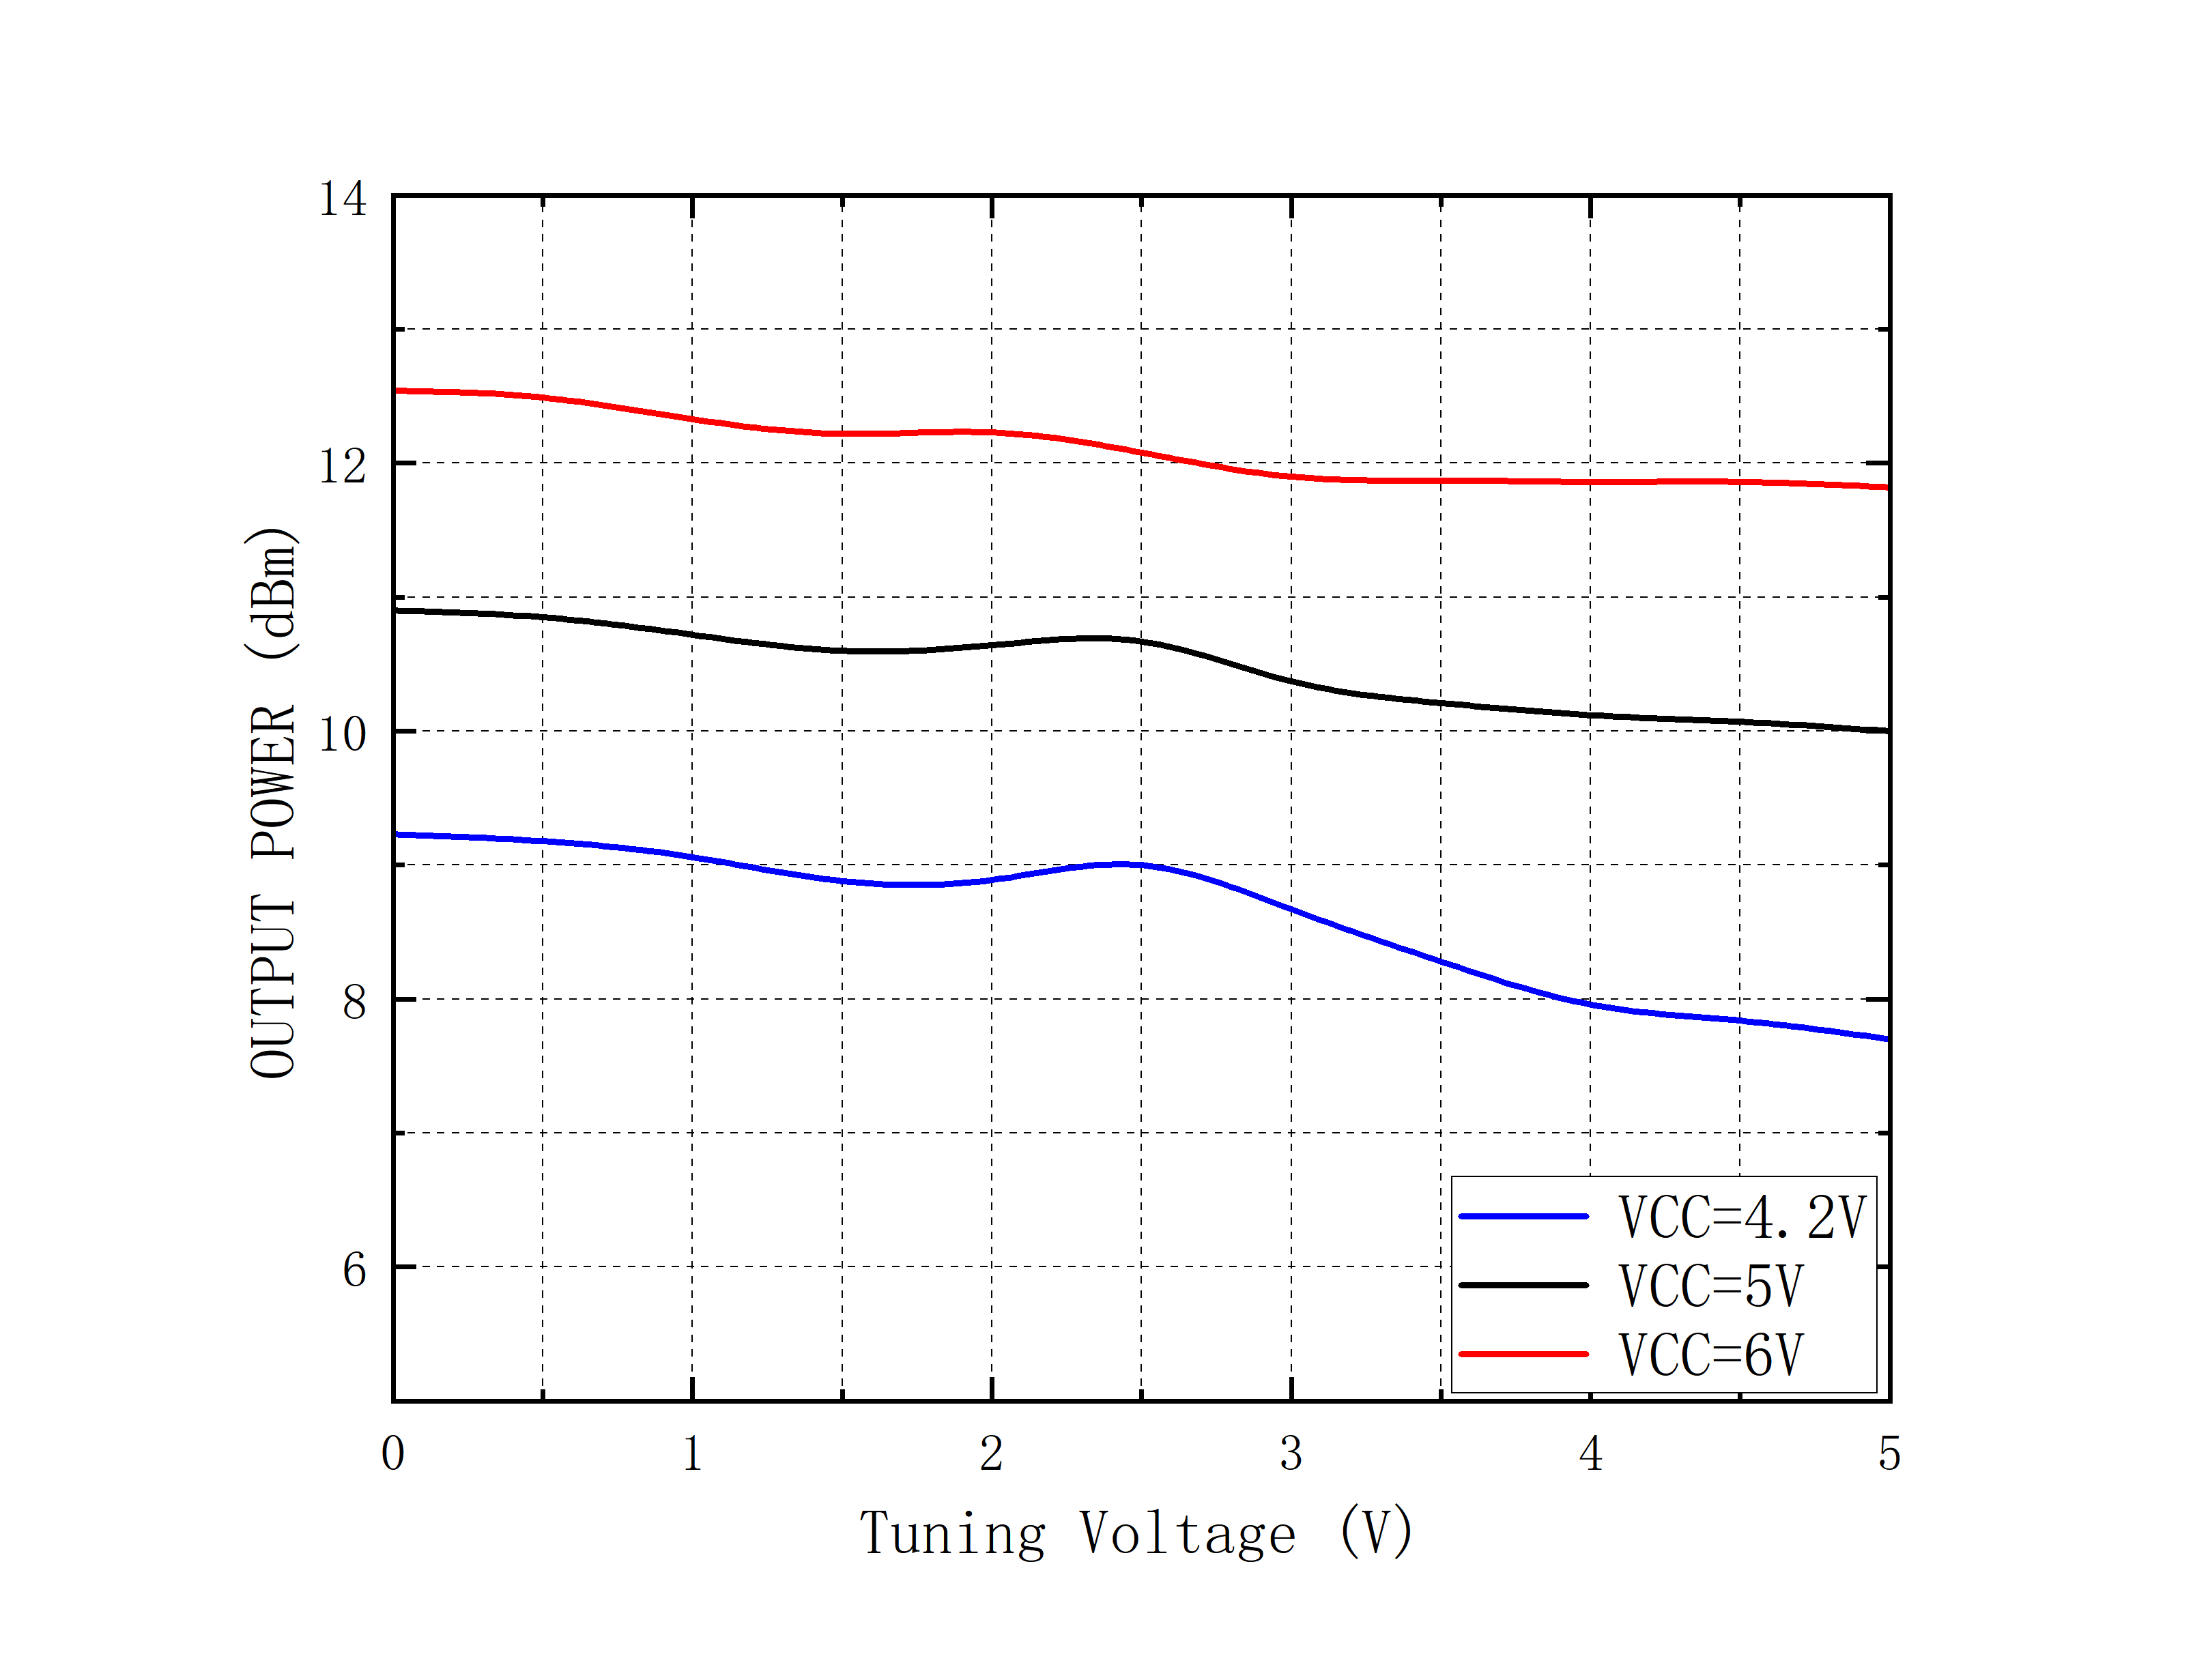 14
12
10
8
6
OUTPUT POWER (dBm)
VCC=4.2V
VCC=5V
VCC=6V
0 1 2 3 4 5
Tuning Voltage (V)